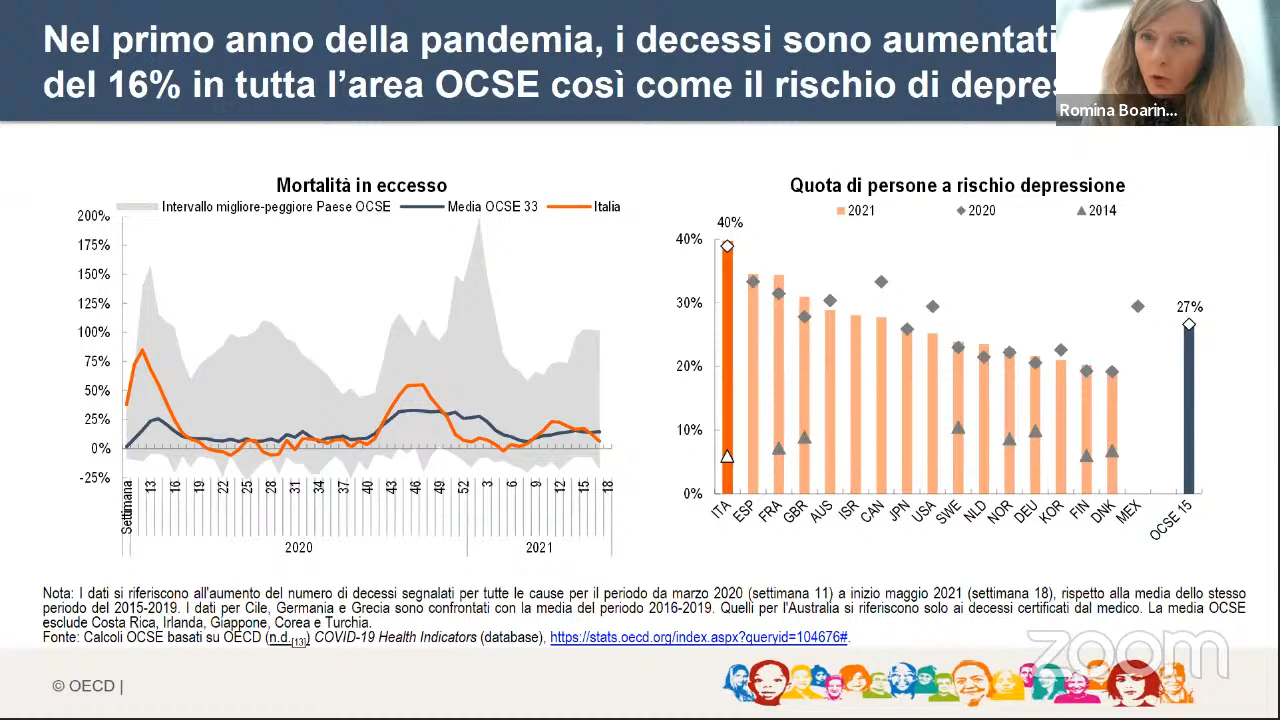 Nel primo anno della pandemia, i decessi sono aumentati
del 16% in tutta l'area OCSE così come il rischio di depres
Romina Boarin...
Mortalità in eccesso
Intervallo migliore-peggiore Paese OCSE
Media OCSE 33
Italia
200%
175%
150%
125%
100%
75%
50%
25%
0%
-25%
Settimana
13
16
19
22
25
28
31
34
37
40
43
46
49
52
3
6
9
12
15
18
2020
2021
Quota di persone a rischio depressione
2021
2020
2014
40%
40%
30%
27%
20%
10%
0%
ITA
ESP
FRA
GBR
AUS
ISR
CAN
JPN
USA
SWE
NLD
NOR
DEU
KOR
FIN
DNK
MEX
OCSE 15
Nota: I dati si riferiscono all'aumento del numero di decessi segnalati per tutte le cause per il periodo da marzo 2020 (settimana 11) a inizio maggio 2021 (settimana 18), rispetto alla media dello stesso
periodo del 2015-2019. I dati per Cile, Germania e Grecia sono confrontati con la media del periodo 2016-2019. Quelli per l'Australia si riferiscono solo ai decessi certificati dal medico. La media OCSE
esclude Costa Rica, Irlanda, Giappone, Corea e Turchia.
Fonte: Calcoli OCSE basati su OECD (n.d.[13]) COVID-19 Health Indicators (database), https://stats.oecd.org/index.aspx?queryid=104676#.
zoom
© OECD |